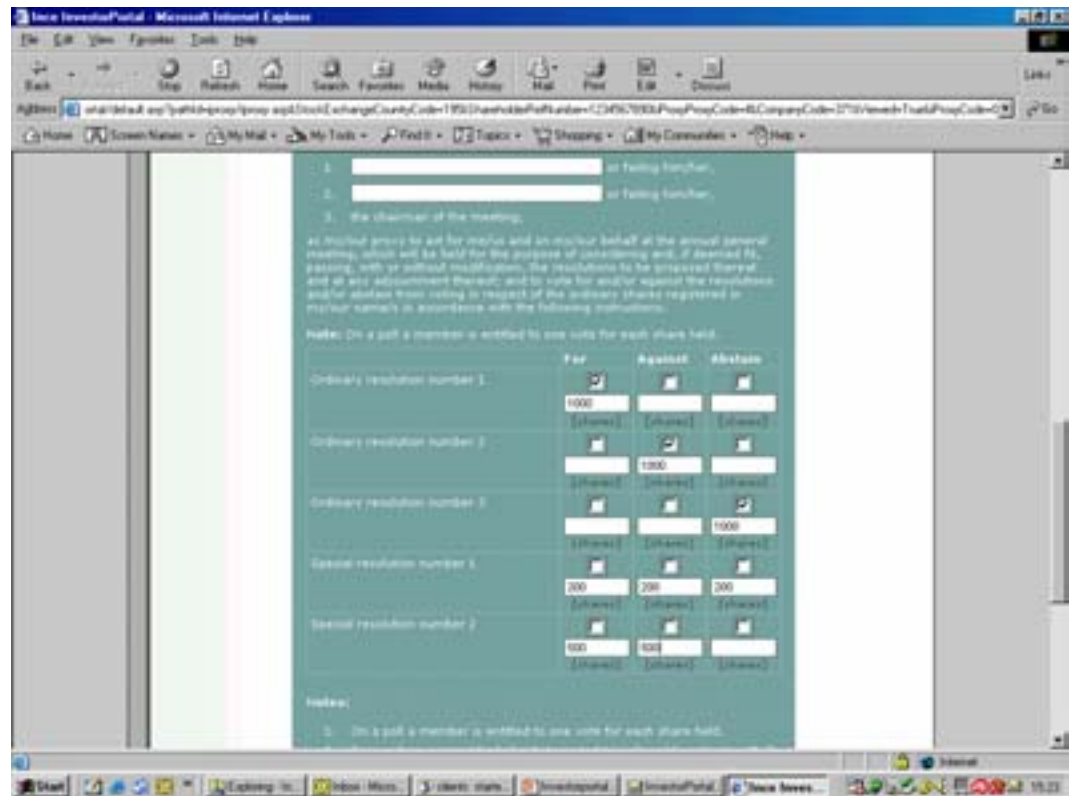 Ince InvestorPortal - Microsoft Internet Explorer
File Edit View Favorites Tools Help
Back Stop Refresh Home Search Favorites Media History Mail Print Edit Discuss
Links
Address
Go
Home Screen Names My Mail My Tools Find It Topics Shopping My Communities Help
1. or failing him/her,
2. or failing him/her,
3. the chairman of the meeting,
as my/our proxy to act for me/us and on my/our behalf at the annual general
meeting, which will be held for the purpose of considering and, if deemed fit,
passing, with or without modification, the resolutions to be proposed thereat
and at any adjournment thereof; and to vote for and/or against the resolutions
and/or abstain from voting in respect of the ordinary shares registered in
my/our name/s in accordance with the following instructions:
Note: On a poll a member is entitled to one vote for each share held.
For Against Abstain
Ordinary resolution number 1
1000
[shares] [shares] [shares]
Ordinary resolution number 2
1000
[shares] [shares] [shares]
Ordinary resolution number 3
1000
[shares] [shares] [shares]
Special resolution number 1
200 200 200
[shares] [shares] [shares]
Special resolution number 2
500 500
[shares] [shares] [shares]
Notes:
1. On a poll a member is entitled to one vote for each share held.
Internet
Start Exploring Inbox - Micros... Investorportal InvestorPortal Ince Inves... 15:23